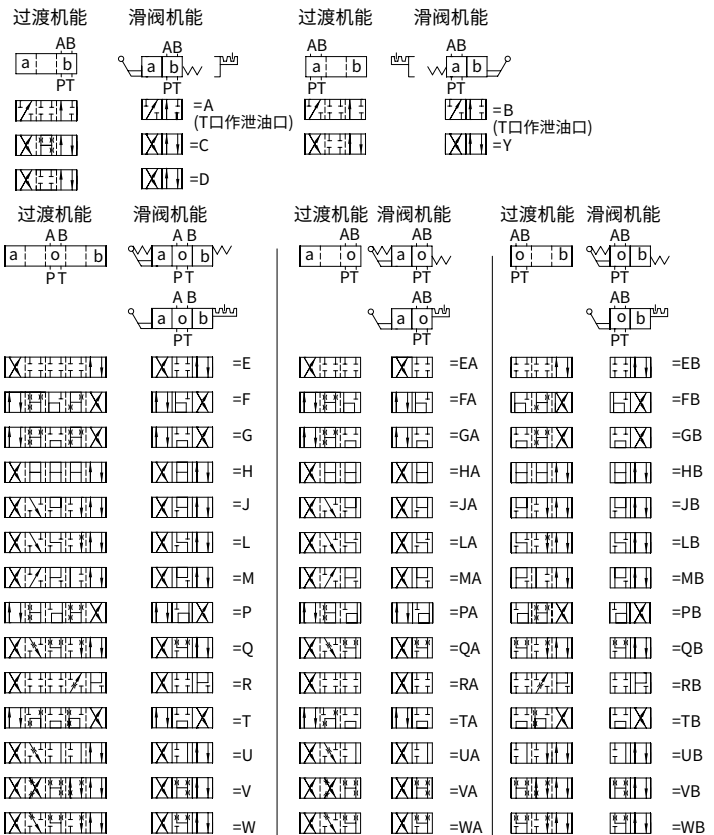 过渡机能 滑阀机能 过渡机能 滑阀机能
AB AB AB AB
a b a b a b a b
PT PT PT PT
=A
(T口作泄油口)
=B
(T口作泄油口)
=C =Y
=D
过渡机能 滑阀机能 过渡机能 滑阀机能 过渡机能 滑阀机能
A B A B AB AB AB AB
a o b a o b a o a o o b o b
P T P T PT PT PT PT
A B AB AB
a o b a o o b
PT PT PT
=E =EA =EB
=F =FA =FB
=G =GA =GB
=H =HA =HB
=J =JA =JB
=L =LA =LB
=M =MA =MB
=P =PA =PB
=Q =QA =QB
=R =RA =RB
=T =TA =TB
=U =UA =UB
=V =VA =VB
=W =WA =WB